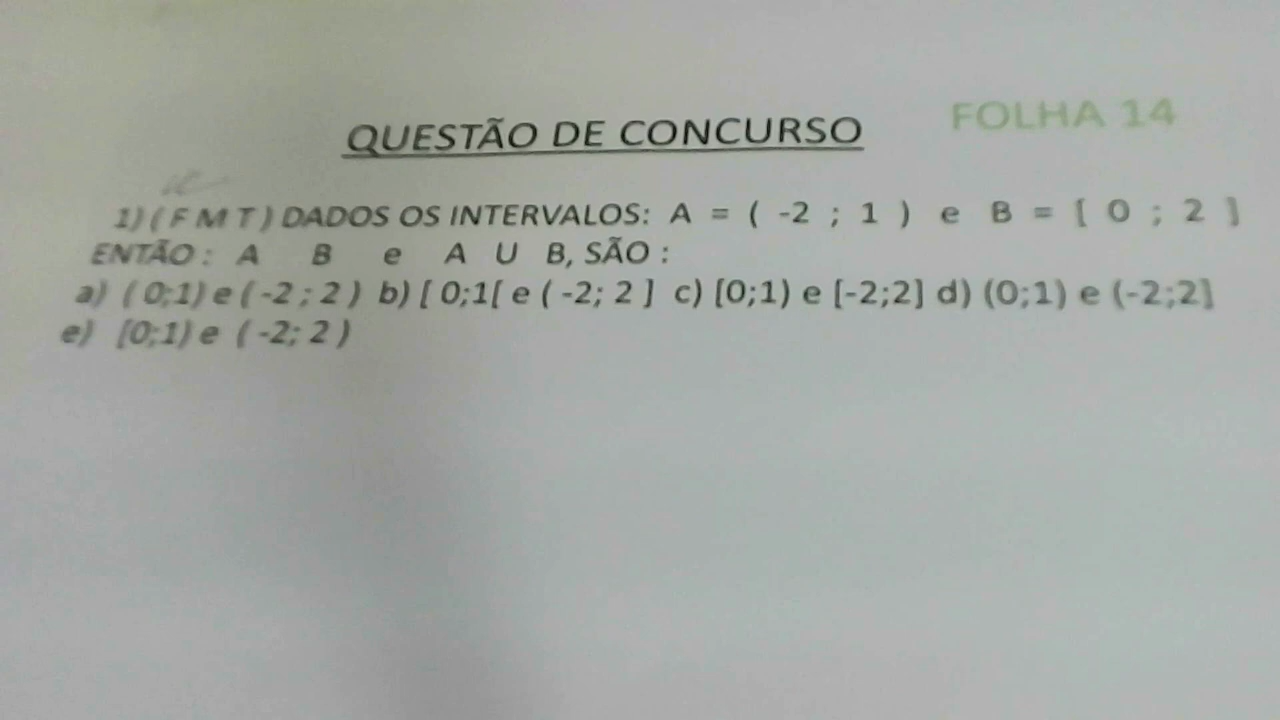 QUESTÃO DE CONCURSO FOLHA 14
1) ( F M T ) DADOS OS INTERVALOS: A = ( -2 ; 1 ) e B = [ 0 ; 2 ]
ENTÃO : A B e A U B, SÃO :
a) ( 0;1) e ( -2 ; 2 ) b) [ 0;1[ e ( -2; 2 ] c) [0;1) e [-2;2] d) (0;1) e (-2;2]
e) [0;1) e ( -2; 2 )